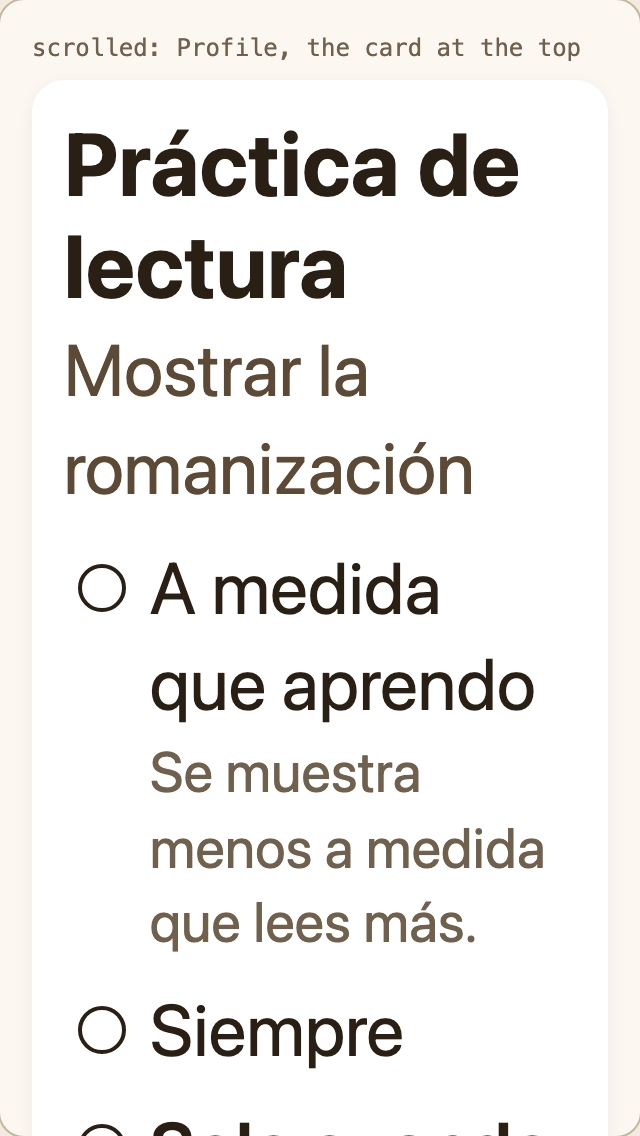 scrolled: Profile, the card at the top
Práctica de
lectura
Mostrar la
romanización
A medida
que aprendo
Se muestra
menos a medida
que lees más.
Siempre